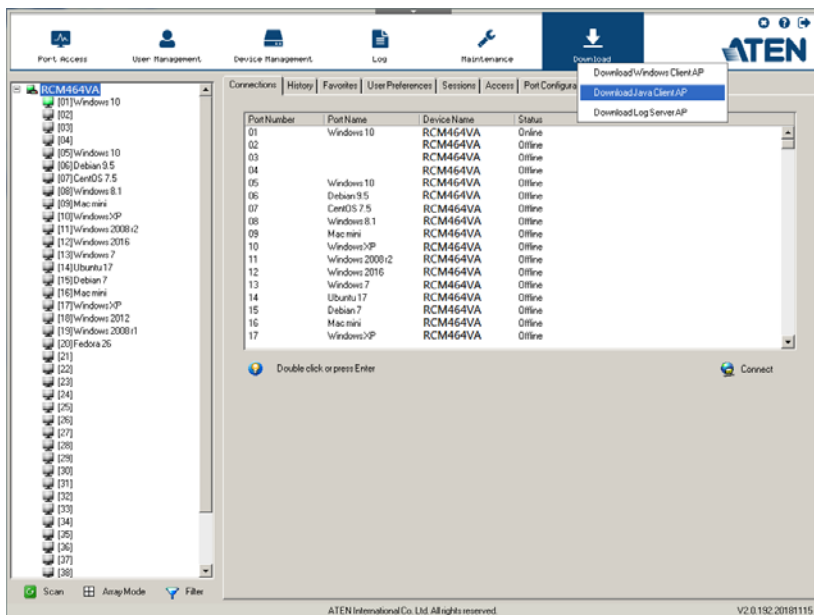 Port Access User Management Device Management Log Maintenance Download
ATEN
Download Windows Client AP
Download Java Client AP
Download Log Server AP
RCM464VA
[01]Windows 10
[02]
[03]
[04]
[05]Windows 10
[06]Debian 9.5
[07]CentOS 7.5
[08]Windows 8.1
[09]Mac mini
[10]Windows XP
[11]Windows 2008 r2
[12]Windows 2016
[13]Windows 7
[14]Ubuntu 17
[15]Debian 7
[16]Mac mini
[17]Windows XP
[18]Windows 2012
[19]Windows 2008 r1
[20]Fedora 26
[21]
[22]
[23]
[24]
[25]
[26]
[27]
[28]
[29]
[30]
[31]
[32]
[33]
[34]
[35]
[36]
[37]
[38]
Scan Array Mode Filter
Connections History Favorites User Preferences Sessions Access Port Configura
Port Number Port Name Device Name Status
01 Windows 10 RCM464VA Online
02 RCM464VA Offline
03 RCM464VA Offline
04 RCM464VA Offline
05 Windows 10 RCM464VA Offline
06 Debian 9.5 RCM464VA Offline
07 CentOS 7.5 RCM464VA Offline
08 Windows 8.1 RCM464VA Offline
09 Mac mini RCM464VA Offline
10 Windows XP RCM464VA Offline
11 Windows 2008 r2 RCM464VA Offline
12 Windows 2016 RCM464VA Offline
13 Windows 7 RCM464VA Offline
14 Ubuntu 17 RCM464VA Offline
15 Debian 7 RCM464VA Offline
16 Mac mini RCM464VA Offline
17 Windows XP RCM464VA Offline
Double click or press Enter
Connect
ATEN International Co. Ltd. All rights reserved.
V2.0.192.20181115